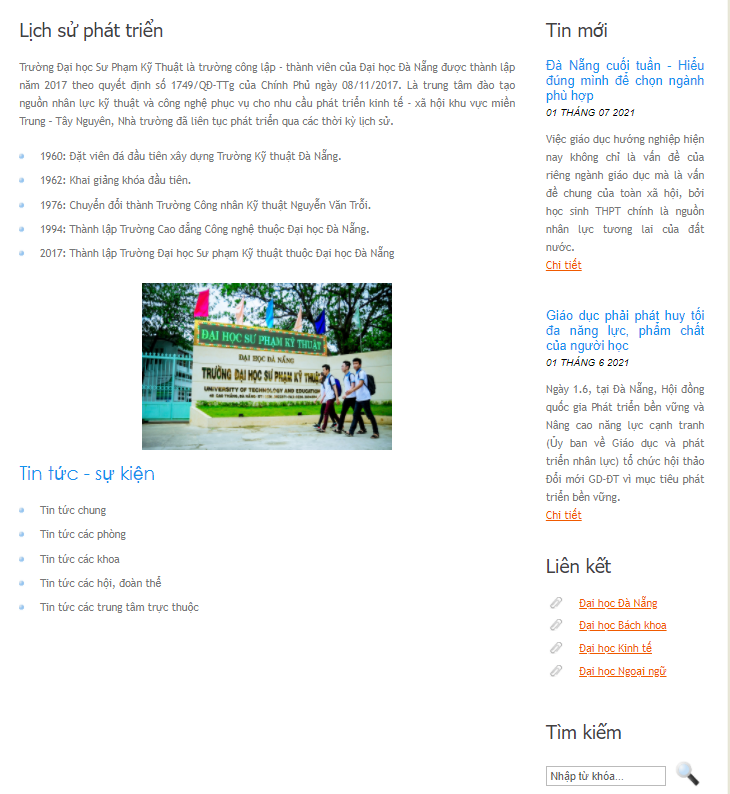 Lịch sử phát triển
Trường Đại học Sư Phạm Kỹ Thuật là trường công lập - thành viên của Đại học Đà Nẵng được thành lập
năm 2017 theo quyết định số 1749/QĐ-TTg của Chính Phủ ngày 08/11/2017. Là trung tâm đào tạo
nguồn nhân lực kỹ thuật và công nghệ phục vụ cho nhu cầu phát triển kinh tế - xã hội khu vực miền
Trung - Tây Nguyên, Nhà trường đã liên tục phát triển qua các thời kỳ lịch sử.
1960: Đặt viên đá đầu tiên xây dựng Trường Kỹ thuật Đà Nẵng.
1962: Khai giảng khóa đầu tiên.
1976: Chuyển đổi thành Trường Công nhân Kỹ thuật Nguyễn Văn Trỗi.
1994: Thành lập Trường Cao đẳng Công nghệ thuộc Đại học Đà Nẵng.
2017: Thành lập Trường Đại học Sư phạm Kỹ thuật thuộc Đại học Đà Nẵng
ĐẠI HỌC SƯ PHẠM KỸ THUẬT
ĐẠI HỌC ĐÀ NẴNG
TRƯỜNG ĐẠI HỌC SƯ PHẠM KỸ THUẬT
UNIVERSITY OF TECHNOLOGY AND EDUCATION
Tin tức - sự kiện
Tin tức chung
Tin tức các phòng
Tin tức các khoa
Tin tức các hội, đoàn thể
Tin tức các trung tâm trực thuộc
Tin mới
Đà Nẵng cuối tuần - Hiểu
đúng mình để chọn ngành
phù hợp
01 THÁNG 07 2021
Việc giáo dục hướng nghiệp hiện
nay không chỉ là vấn đề của
riêng ngành giáo dục mà là vấn
đề chung của toàn xã hội, bởi
học sinh THPT chính là nguồn
nhân lực tương lai của đất
nước.
Chi tiết
Giáo dục phải phát huy tối
đa năng lực, phẩm chất
của người học
01 THÁNG 6 2021
Ngày 1.6, tại Đà Nẵng, Hội đồng
quốc gia Phát triển bền vững và
Nâng cao năng lực cạnh tranh
(Ủy ban về Giáo dục và phát
triển nhân lực) tổ chức hội thảo
Đổi mới GD-ĐT vì mục tiêu phát
triển bền vững.
Chi tiết
Liên kết
Đại học Đà Nẵng
Đại học Bách khoa
Đại học Kinh tế
Đại học Ngoại ngữ
Tìm kiếm
Nhập từ khóa...